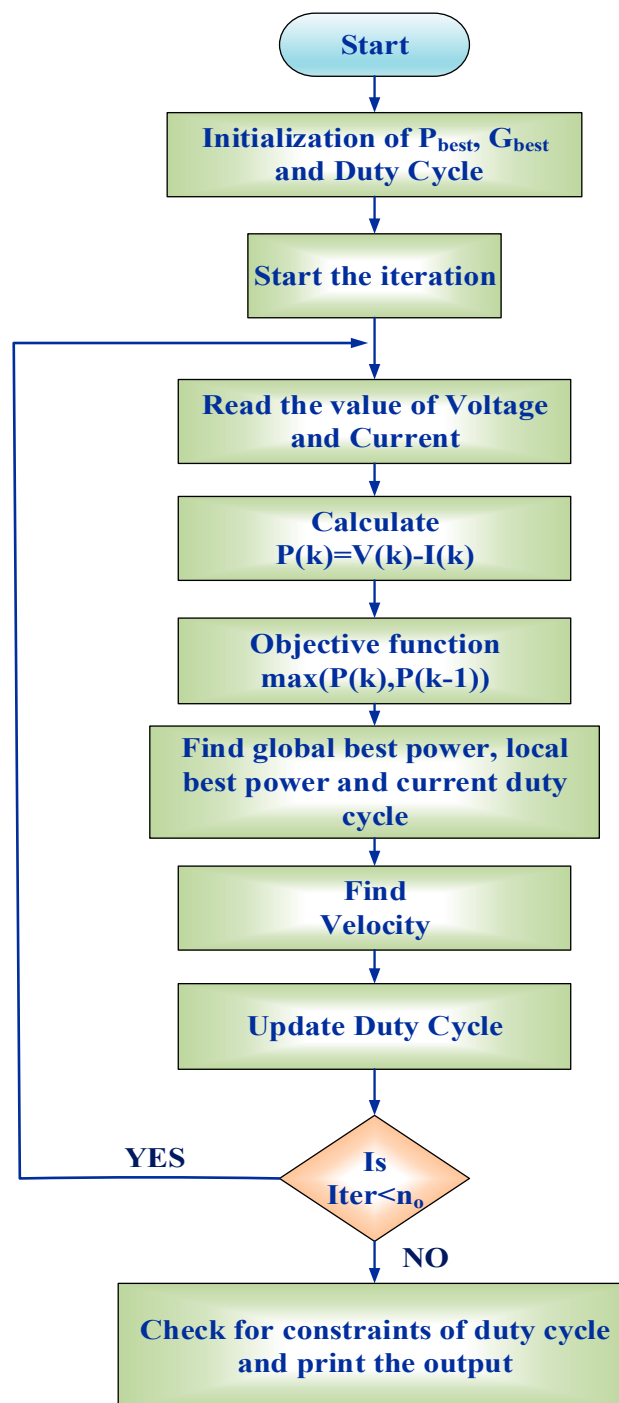 Start
Initialization of Pbest, Gbest
and Duty Cycle
Start the iteration
Read the value of Voltage
and Current
Calculate
P(k)=V(k)-I(k)
Objective function
max(P(k),P(k-1))
Find global best power, local
best power and current duty
cycle
Find
Velocity
Update Duty Cycle
YES
Is
Iter<no
NO
Check for constraints of duty cycle
and print the output